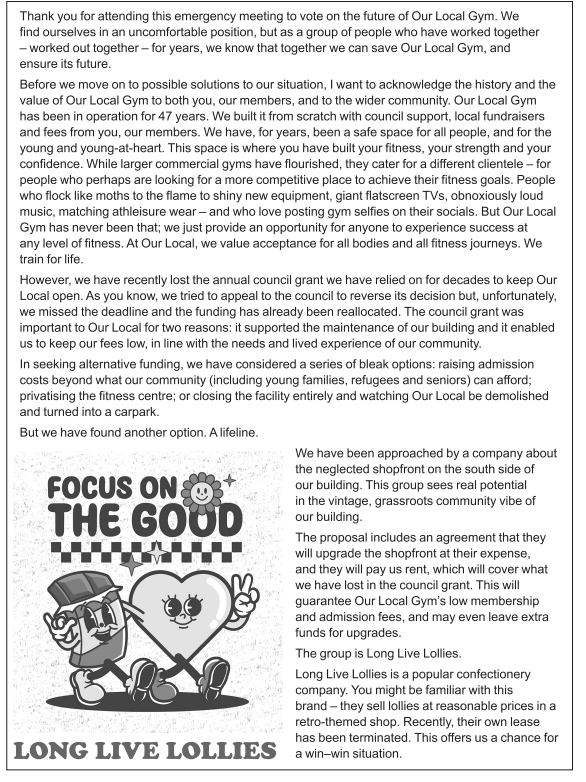 Thank you for attending this emergency meeting to vote on the future of Our Local Gym. We
find ourselves in an uncomfortable position, but as a group of people who have worked together
– worked out together – for years, we know that together we can save Our Local Gym, and
ensure its future.
Before we move on to possible solutions to our situation, I want to acknowledge the history and the
value of Our Local Gym to both you, our members, and to the wider community. Our Local Gym
has been in operation for 47 years. We built it from scratch with council support, local fundraisers
and fees from you, our members. We have, for years, been a safe space for all people, and for the
young and young-at-heart. This space is where you have built your fitness, your strength and your
confidence. While larger commercial gyms have flourished, they cater for a different clientele – for
people who perhaps are looking for a more competitive place to achieve their fitness goals. People
who flock like moths to the flame to shiny new equipment, giant flatscreen TVs, obnoxiously loud
music, matching athleisure wear – and who love posting gym selfies on their socials. But Our Local
Gym has never been that; we just provide an opportunity for anyone to experience success at
any level of fitness. At Our Local, we value acceptance for all bodies and all fitness journeys. We
train for life.
However, we have recently lost the annual council grant we have relied on for decades to keep Our
Local open. As you know, we tried to appeal to the council to reverse its decision but, unfortunately,
we missed the deadline and the funding has already been reallocated. The council grant was
important to Our Local for two reasons: it supported the maintenance of our building and it enabled
us to keep our fees low, in line with the needs and lived experience of our community.
In seeking alternative funding, we have considered a series of bleak options: raising admission
costs beyond what our community (including young families, refugees and seniors) can afford;
privatising the fitness centre; or closing the facility entirely and watching Our Local be demolished
and turned into a carpark.
But we have found another option. A lifeline.
FOCUS ON
THE GOOD
LONG LIVE LOLLIES
We have been approached by a company about
the neglected shopfront on the south side of
our building. This group sees real potential
in the vintage, grassroots community vibe of
our building.
The proposal includes an agreement that they
will upgrade the shopfront at their expense,
and they will pay us rent, which will cover what
we have lost in the council grant. This will
guarantee Our Local Gym's low membership
and admission fees, and may even leave extra
funds for upgrades.
The group is Long Live Lollies.
Long Live Lollies is a popular confectionery
company. You might be familiar with this
brand – they sell lollies at reasonable prices in a
retro-themed shop. Recently, their own lease
has been terminated. This offers us a chance for
a win–win situation.